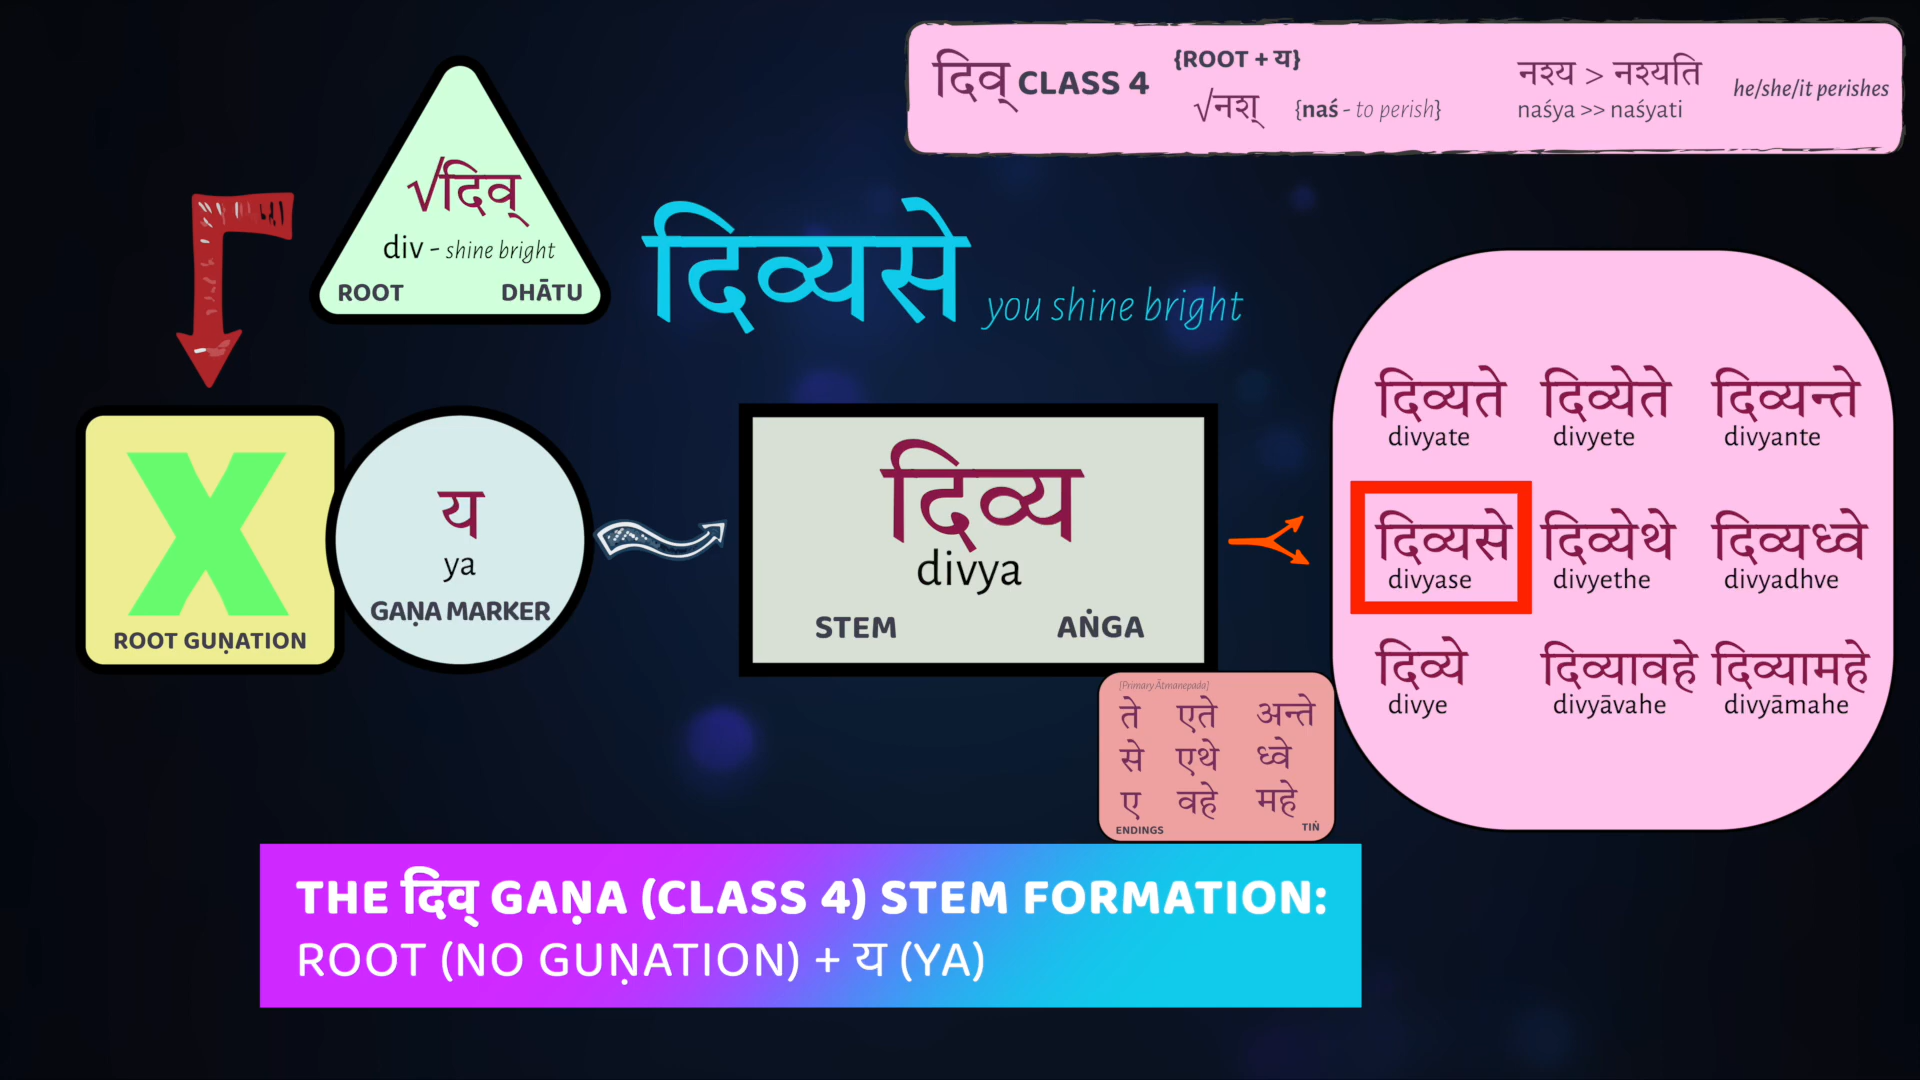 दिव् CLASS 4
{ROOT + य}
√नश् {naś - to perish}
नश्य > नश्यति
naśya >> naśyati
he/she/it perishes
√दिव्
div - shine bright
ROOT DHĀTU
दिव्यसे you shine bright
X
ROOT GUṆATION
य
ya
GAṆA MARKER
दिव्य
divya
STEM AṄGA
दिव्यते दिव्येते दिव्यन्ते
divyate divyete divyante
दिव्यसे दिव्येथे दिव्यध्वे
divyase divyethe divyadhve
दिव्ये दिव्यावहे दिव्यामहे
divye divyāvahe divyāmahe
[Primary Ātmanepada]
ते एते अन्ते
से एथे ध्वे
ए वहे महे
ENDINGS TIṄ
THE दिव् GAṆA (CLASS 4) STEM FORMATION:
ROOT (NO GUṆATION) + य (YA)